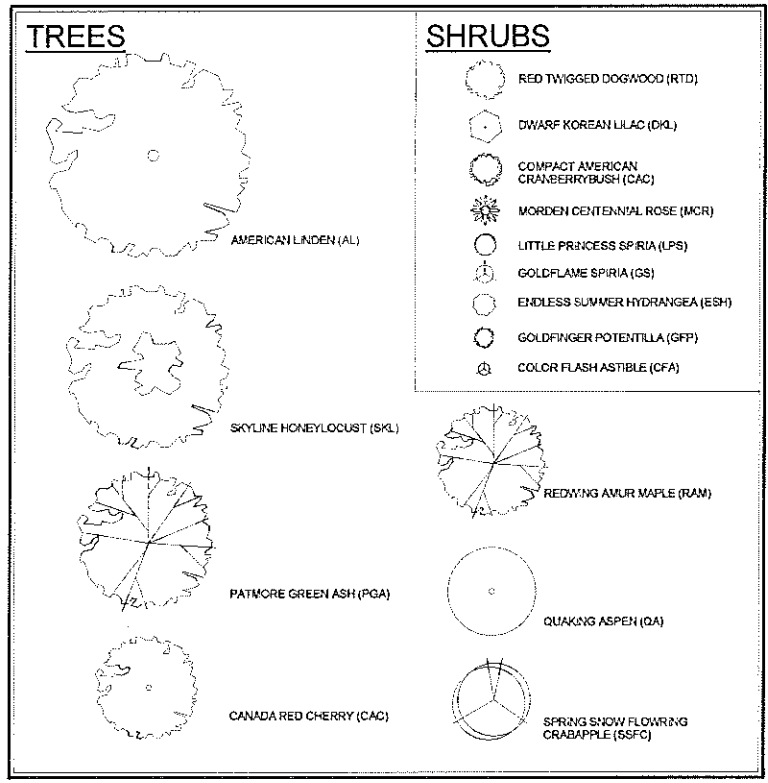 TREES
AMERICAN LINDEN (AL)
SKYLINE HONEYLOCUST (SKL)
PATMORE GREEN ASH (PGA)
CANADA RED CHERRY (CAC)
SHRUBS
RED TWIGGED DOGWOOD (RTD)
DWARF KOREAN LILAC (DKL)
COMPACT AMERICAN
CRANBERRYBUSH (CAC)
MORDEN CENTENNIAL ROSE (MCR)
LITTLE PRINCESS SPIRIA (LPS)
GOLDFLAME SPIRIA (GS)
ENDLESS SUMMER HYDRANGEA (ESH)
GOLDFINGER POTENTILLA (GFP)
COLOR FLASH ASTIBLE (CFA)
REDWING AMUR MAPLE (RAM)
QUAKING ASPEN (QA)
SPRING SNOW FLOWRING
CRABAPPLE (SSFC)